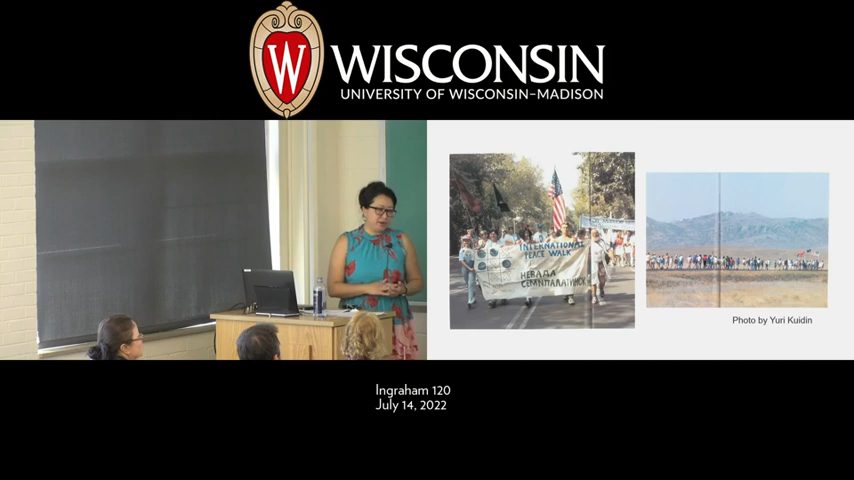 W
WISCONSIN
UNIVERSITY OF WISCONSIN–MADISON
INTERNATIONAL
PEACE WALK
НЕВАДА
СЕМИПАЛАТИНСК
Photo by Yuri Kuidin
Ingraham 120
July 14, 2022